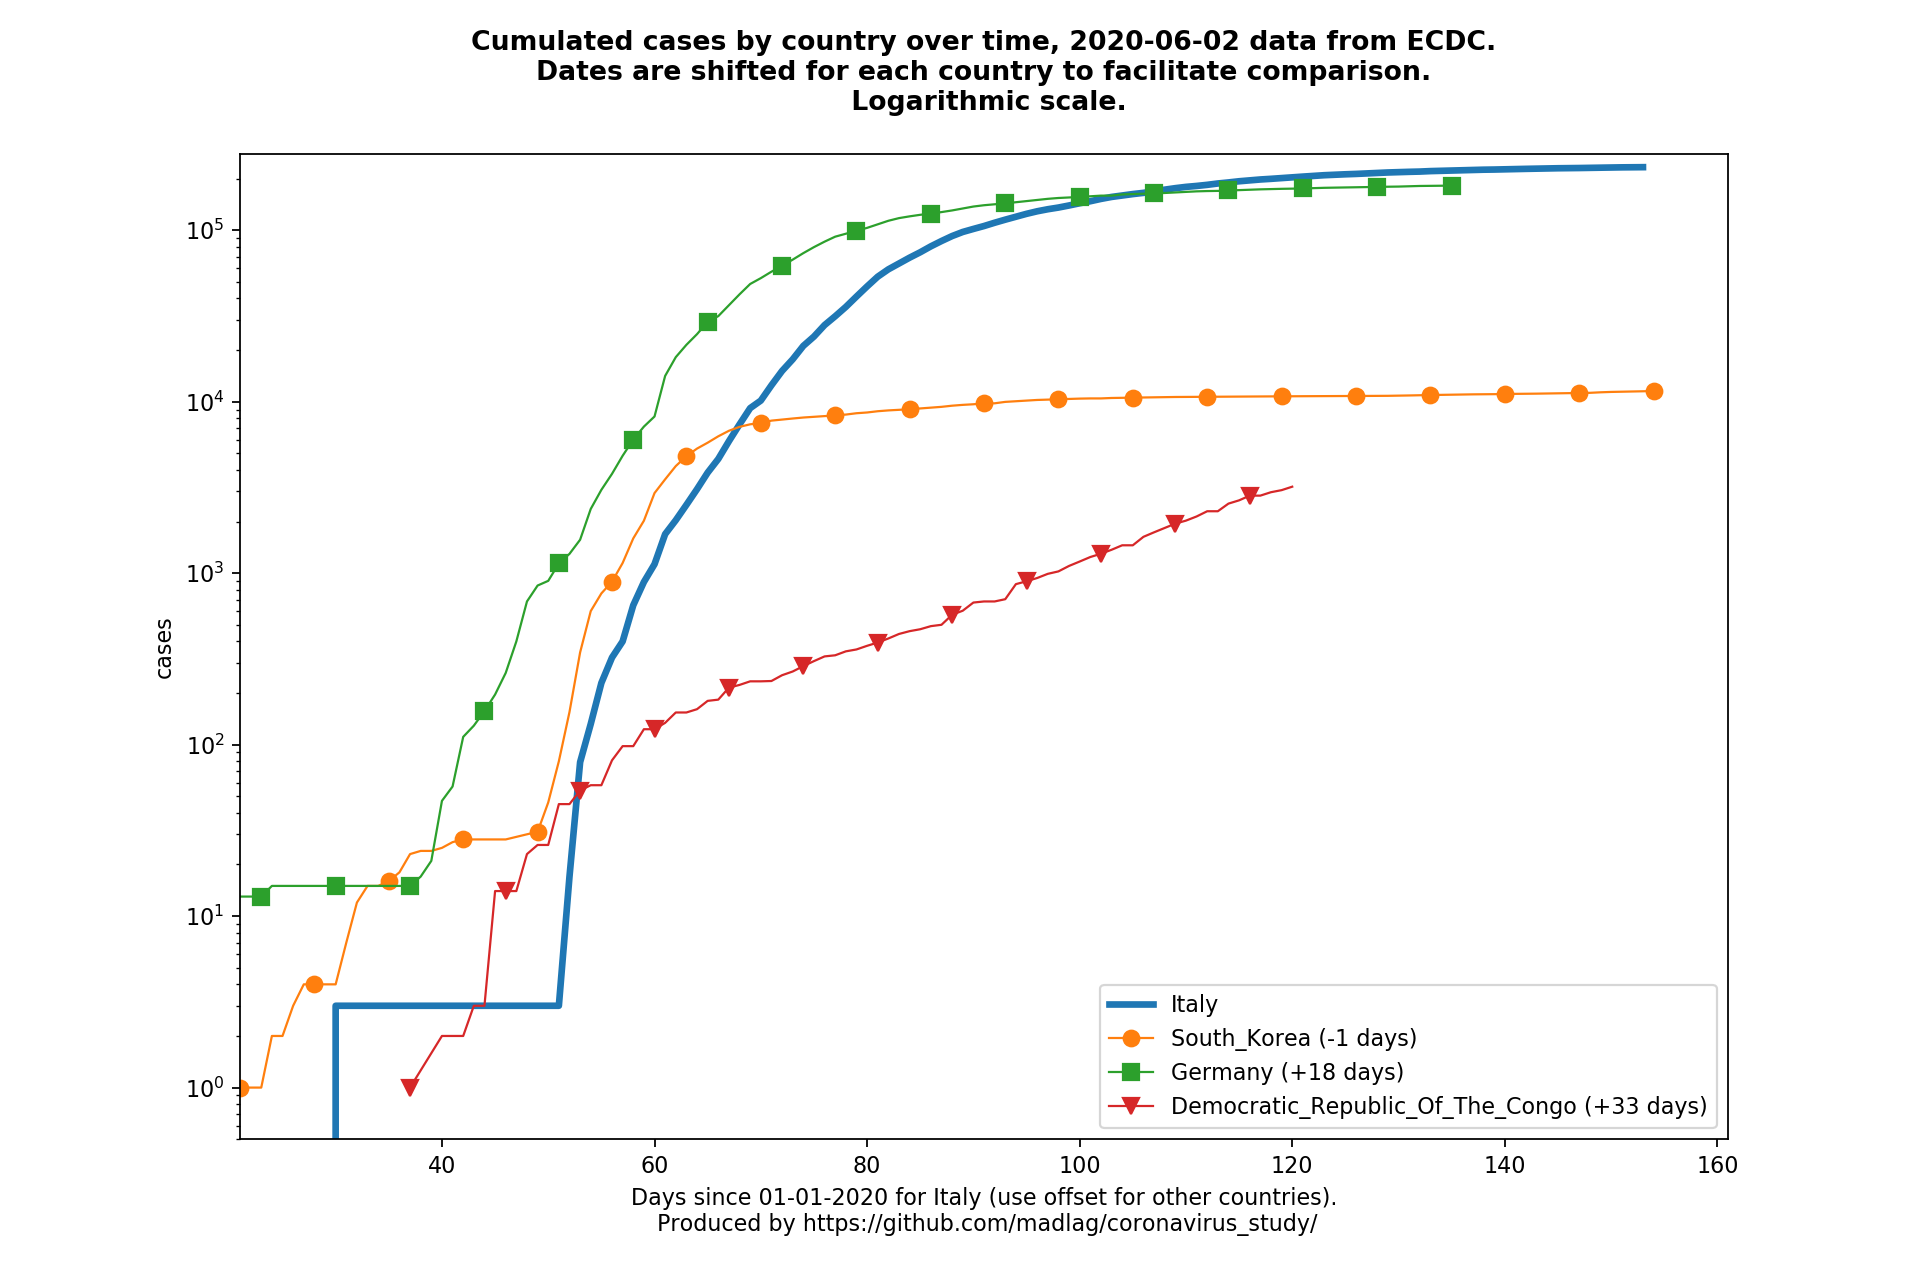 Cumulated cases by country over time, 2020-06-02 data from ECDC.
Dates are shifted for each country to facilitate comparison.
Logarithmic scale.
10^5
10^4
10^3
10^2
10^1
10^0
cases
Italy
South_Korea (-1 days)
Germany (+18 days)
Democratic_Republic_Of_The_Congo (+33 days)
40 60 80 100 120 140 160
Days since 01-01-2020 for Italy (use offset for other countries).
Produced by https://github.com/madlag/coronavirus_study/